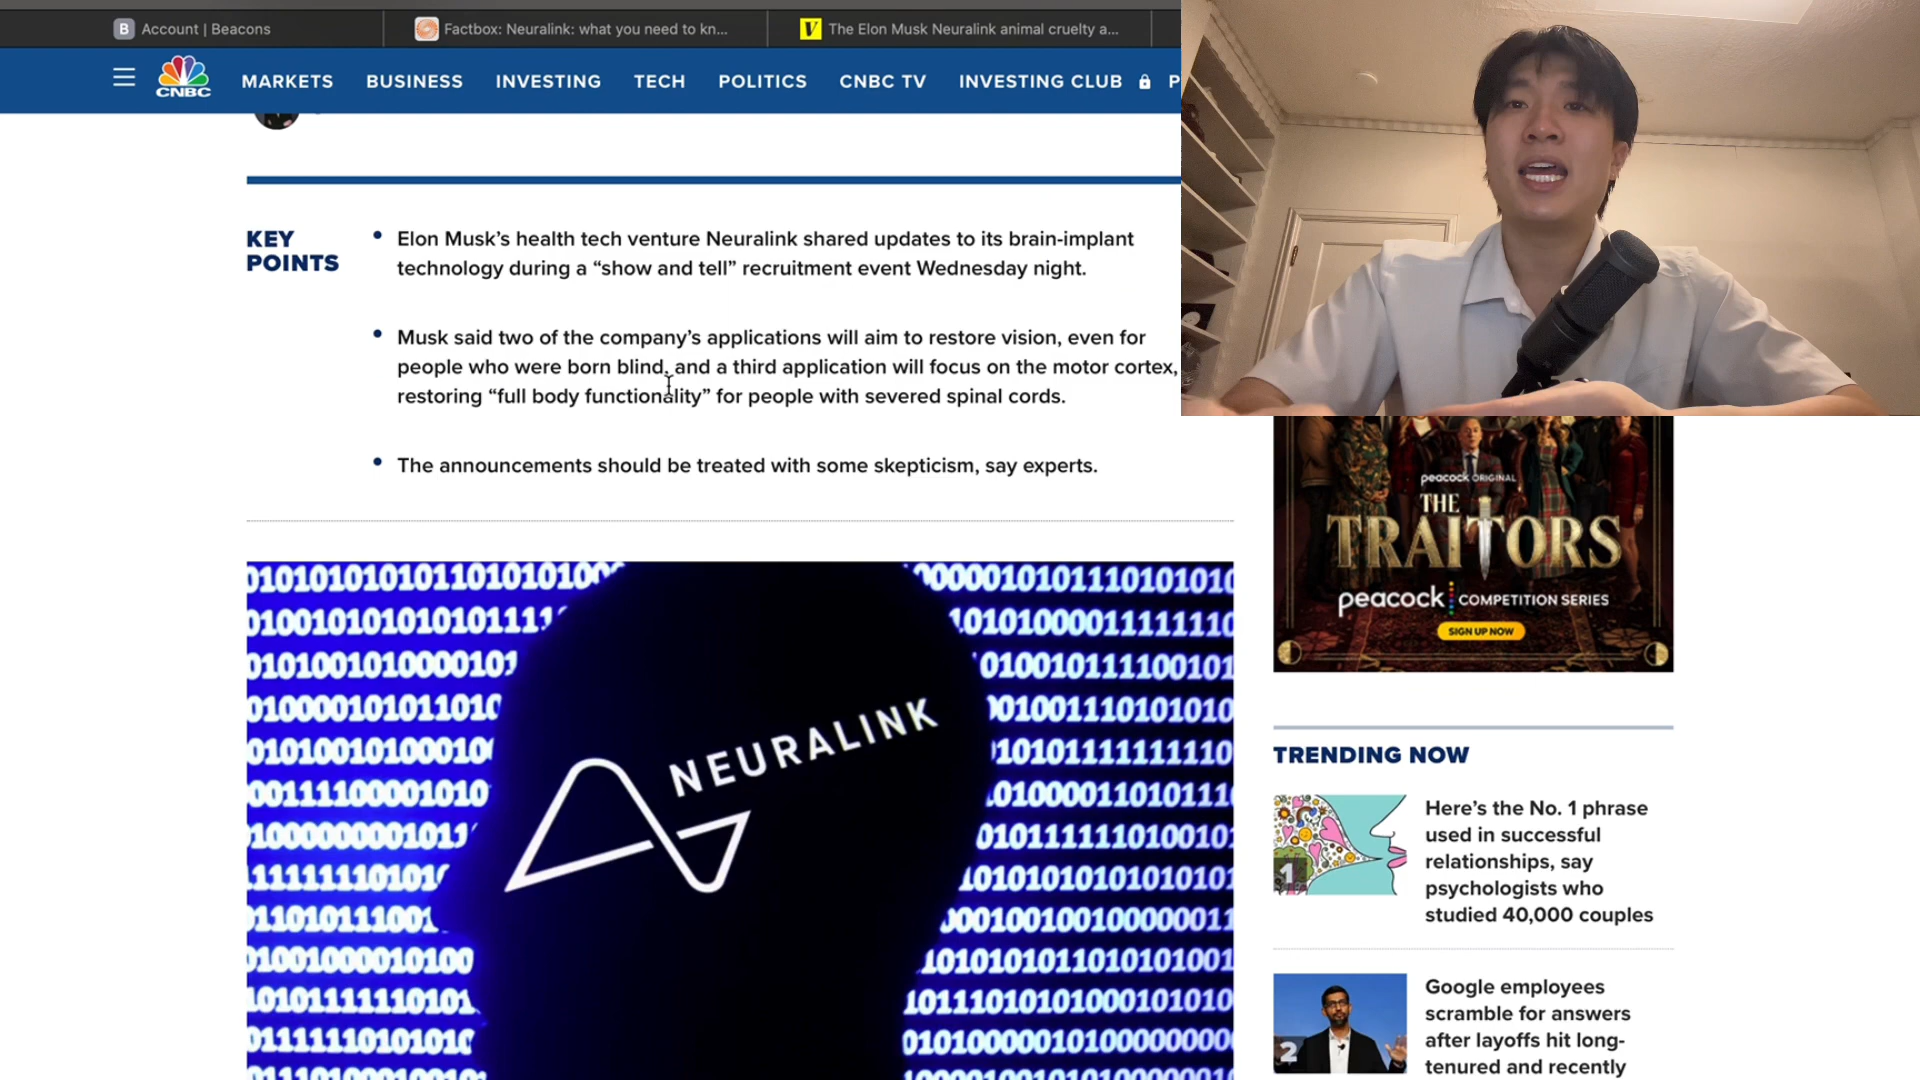 B Account | Beacons
Factbox: Neuralink: what you need to kn...
V The Elon Musk Neuralink animal cruelty a...
CNBC
MARKETS BUSINESS INVESTING TECH POLITICS CNBC TV INVESTING CLUB P
KEY
POINTS
Elon Musk’s health tech venture Neuralink shared updates to its brain-implant
technology during a “show and tell” recruitment event Wednesday night.
Musk said two of the company’s applications will aim to restore vision, even for
people who were born blind, and a third application will focus on the motor cortex,
restoring “full body functionality” for people with severed spinal cords.
The announcements should be treated with some skepticism, say experts.
NEURALINK
peacock ORIGINAL
THE
TRAITORS
peacock COMPETITION SERIES
SIGN UP NOW
TRENDING NOW
1
Here’s the No. 1 phrase
used in successful
relationships, say
psychologists who
studied 40,000 couples
2
Google employees
scramble for answers
after layoffs hit long-
tenured and recently